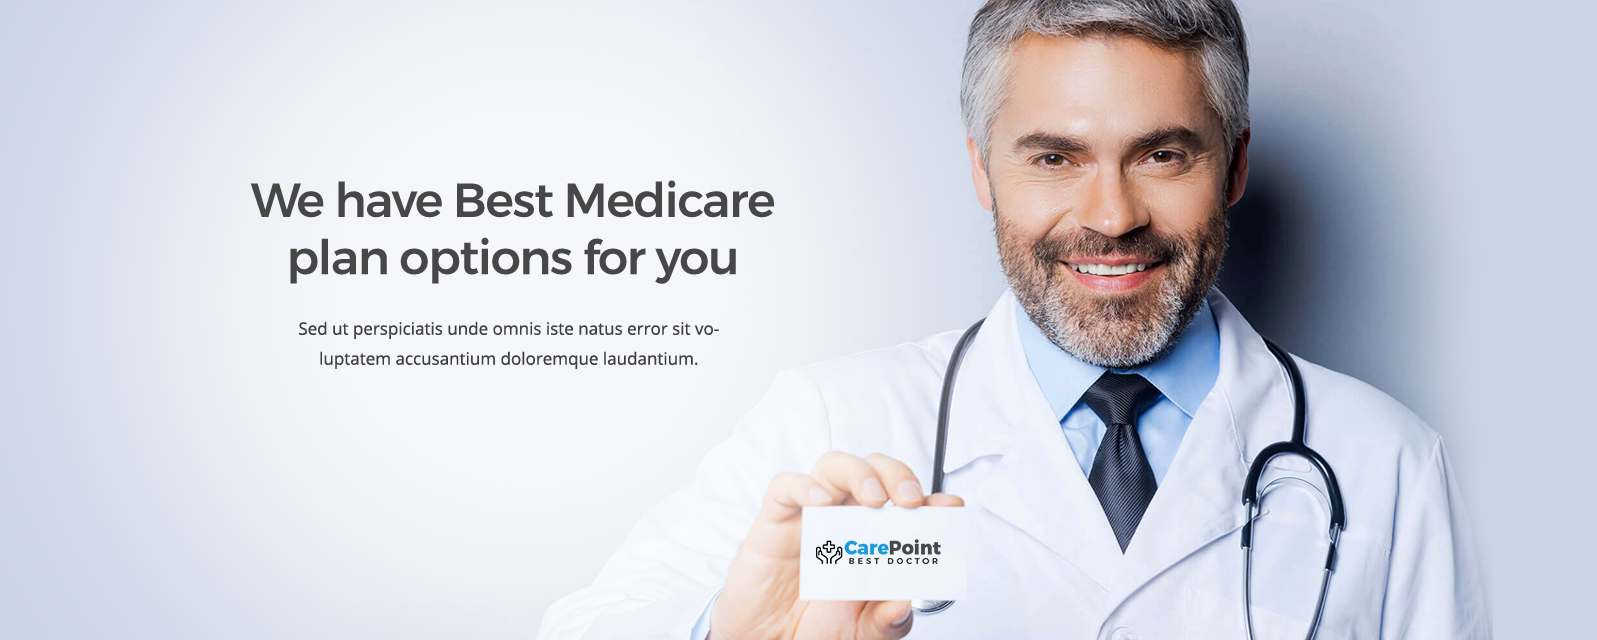 We have Best Medicare
plan options for you
Sed ut perspiciatis unde omnis iste natus error sit vo-
luptatem accusantium doloremque laudantium.
CarePoint
BEST DOCTOR